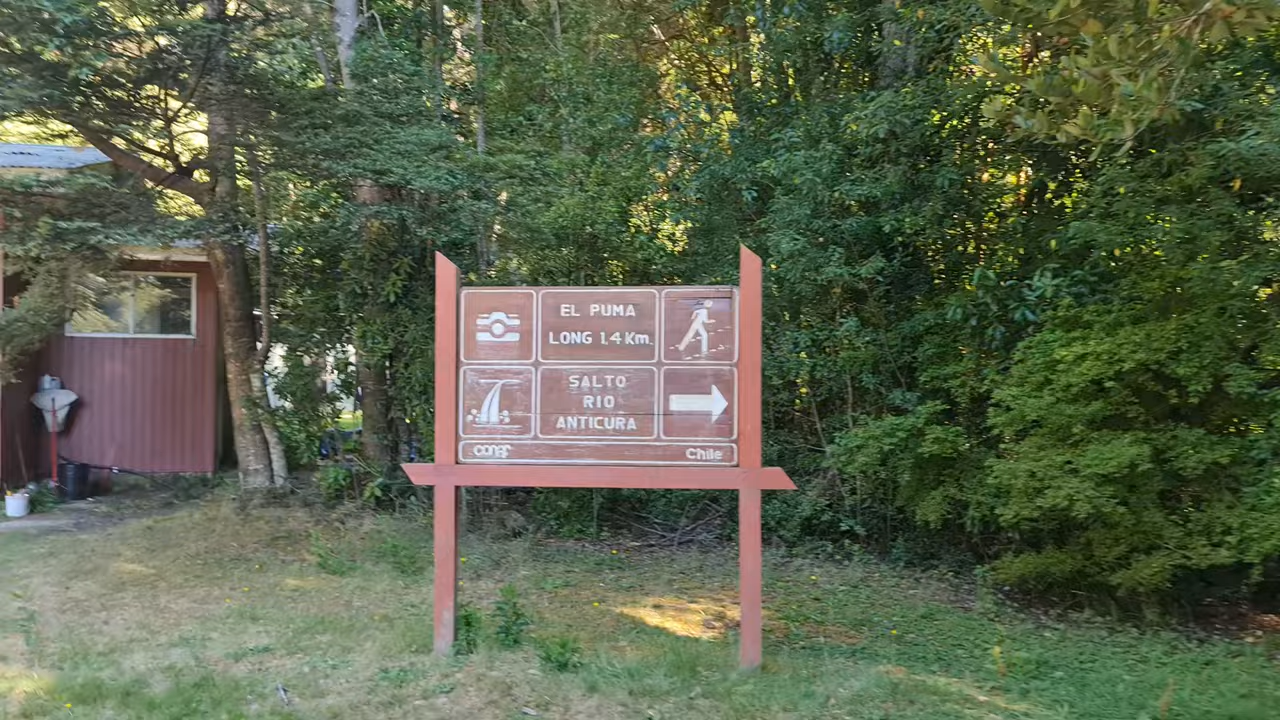 EL PUMA
LONG 1,4 Km.
SALTO
RIO
ANTICURA
conaf
Chile